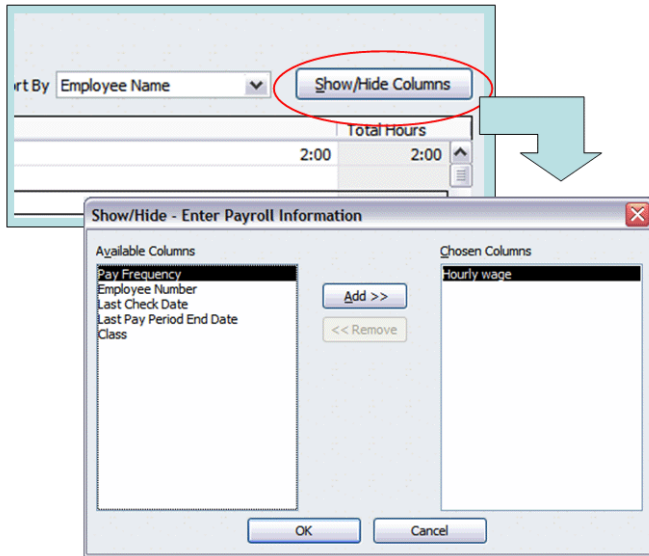 rt By Employee Name Show/Hide Columns
Total Hours
2:00 2:00
Show/Hide - Enter Payroll Information
Available Columns Chosen Columns
Pay Frequency Hourly wage
Employee Number
Last Check Date
Last Pay Period End Date
Class
Add >>
<< Remove
OK Cancel